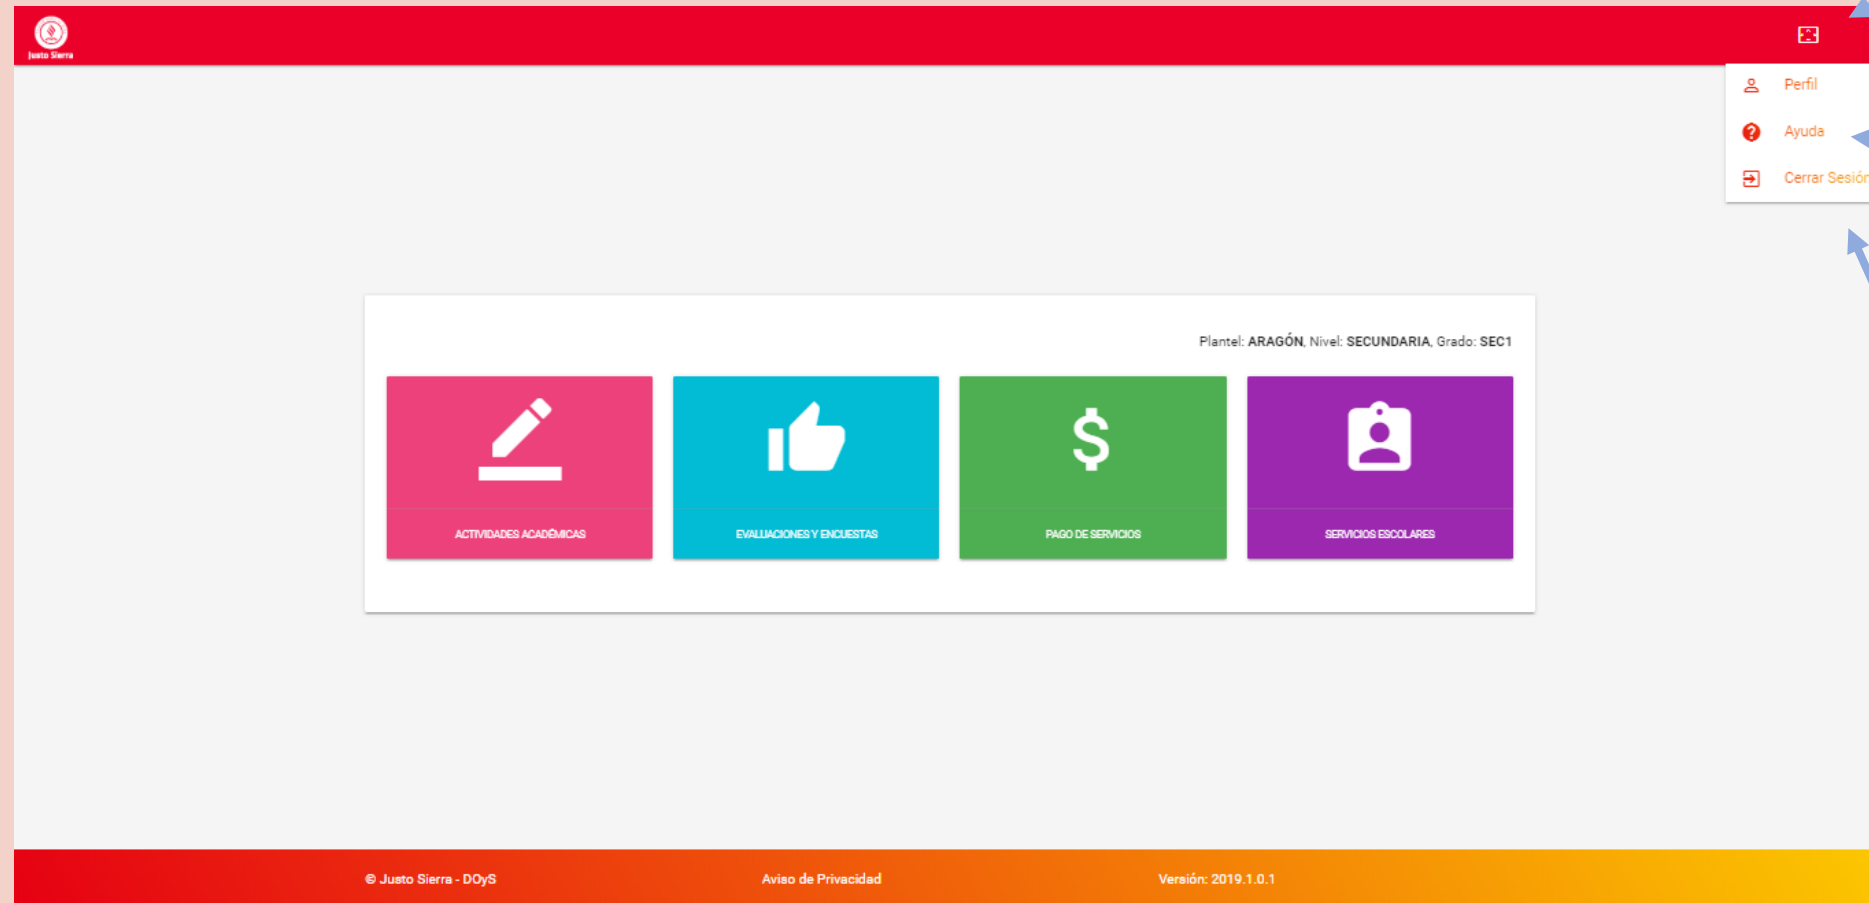 Justo Sierra
Perfil
Ayuda
Cerrar Sesión
Plantel: ARAGÓN, Nivel: SECUNDARIA, Grado: SEC1
ACTIVIDADES ACADÉMICAS
EVALUACIONES Y ENCUESTAS
PAGO DE SERVICIOS
SERVICIOS ESCOLARES
© Justo Sierra - DOyS
Aviso de Privacidad
Versión: 2019.1.0.1